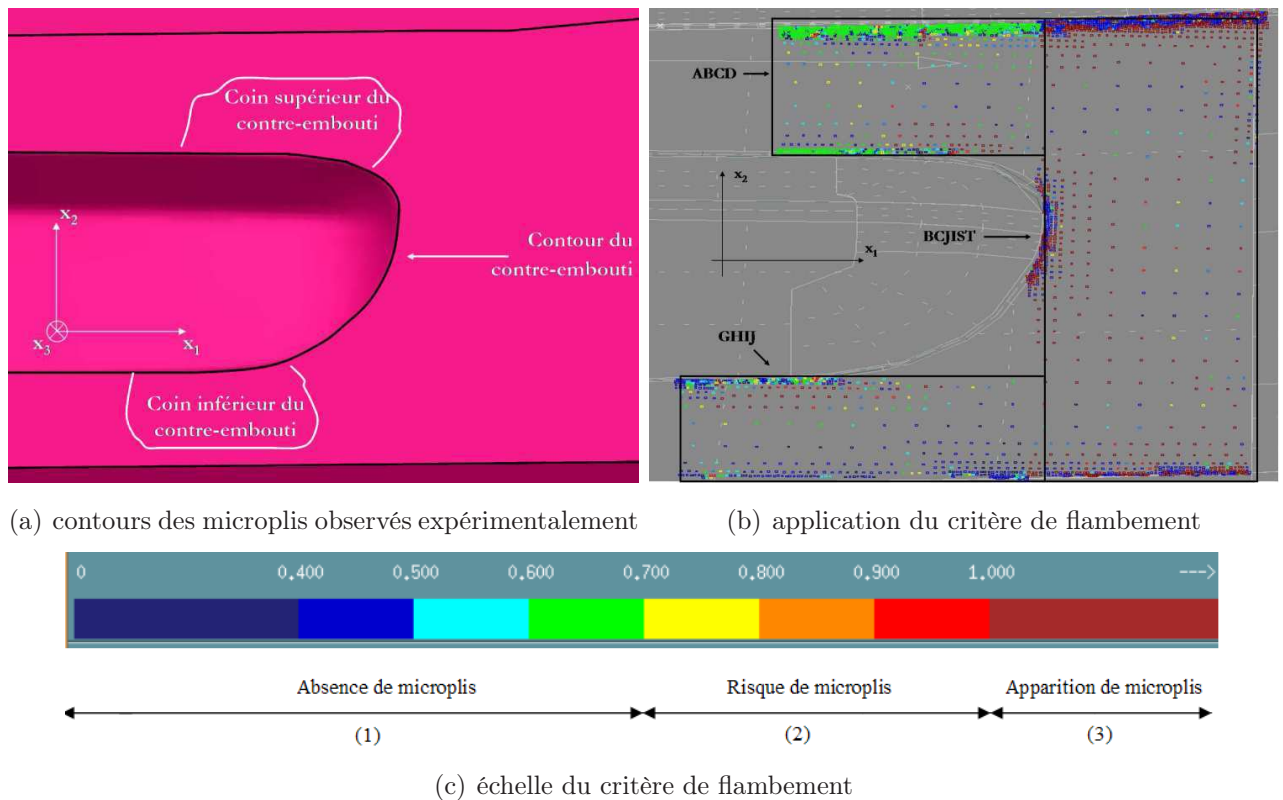 Coin supérieur du
contre-embouti
x₂
x₁
x₃
Contour du
contre-embouti
Coin inférieur du
contre-embouti
ABCD
x₂
BCJIST
x₁
GHIJ
(a) contours des microplis observés expérimentalement
(b) application du critère de flambement
0 0,400 0,500 0,600 0,700 0,800 0,900 1,000 --->
Absence de microplis
Risque de microplis
Apparition de microplis
(1)
(2)
(3)
(c) échelle du critère de flambement